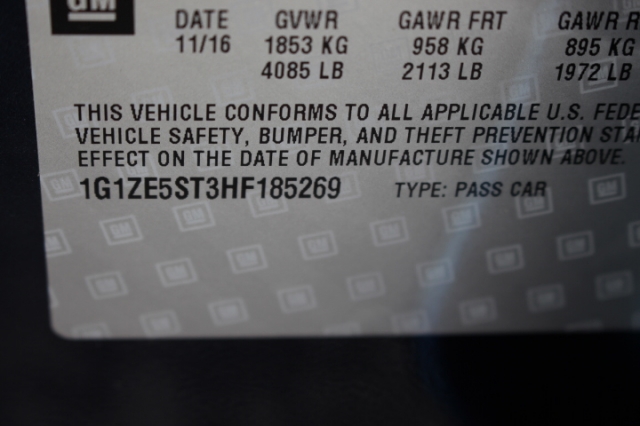 GM
DATE GVWR GAWR FRT GAWR R
11/16 1853 KG 958 KG 895 KG
4085 LB 2113 LB 1972 LB
THIS VEHICLE CONFORMS TO ALL APPLICABLE U.S. FEDE
VEHICLE SAFETY, BUMPER, AND THEFT PREVENTION STA
EFFECT ON THE DATE OF MANUFACTURE SHOWN ABOVE.
1G1ZE5ST3HF185269 TYPE: PASS CAR